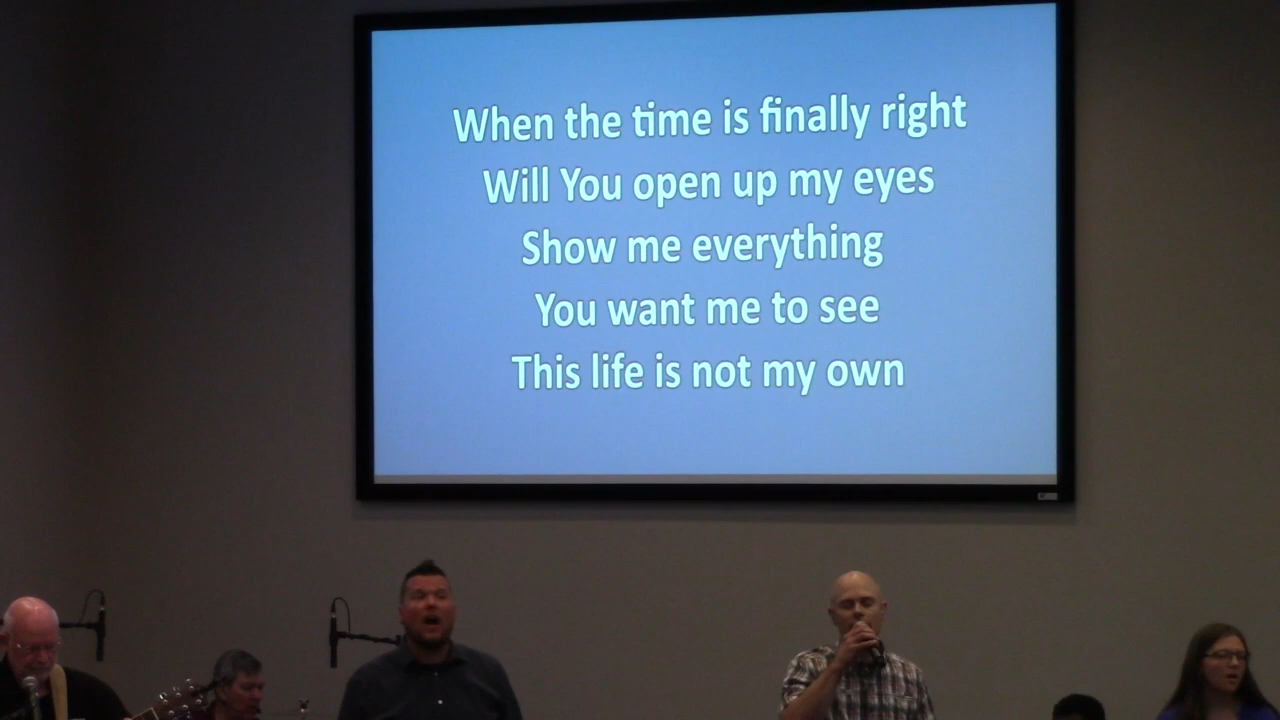 When the time is finally right
Will You open up my eyes
Show me everything
You want me to see
This life is not my own